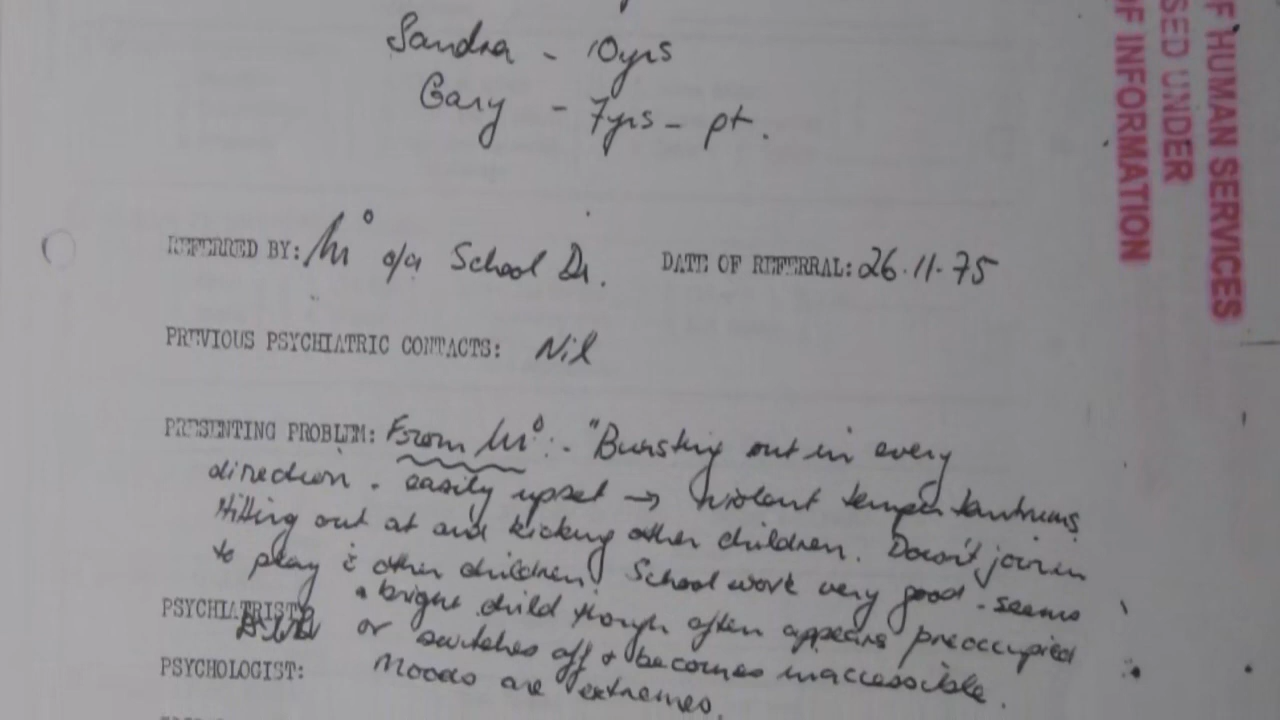 Sandra - 10yrs
Gary - 7yrs - pt.
REFERRED BY: M° o/a School Dr. DATE OF REFERRAL: 26.11.75
PREVIOUS PSYCHIATRIC CONTACTS: Nil
PRESENTING PROBLEM: From M°:- "Bursting out in every
direction. easily upset → violent temper tantrums
Hitting out at and kicking other children. Doesn't join in
to play c̄ other children. School work very good - seems
a bright child though often appears preoccupied
PSYCHIATRIST: or switches off + becomes inaccessible.
PSYCHOLOGIST: Moods are extremes.
F HUMAN SERVICES
SED UNDER
OF INFORMATION